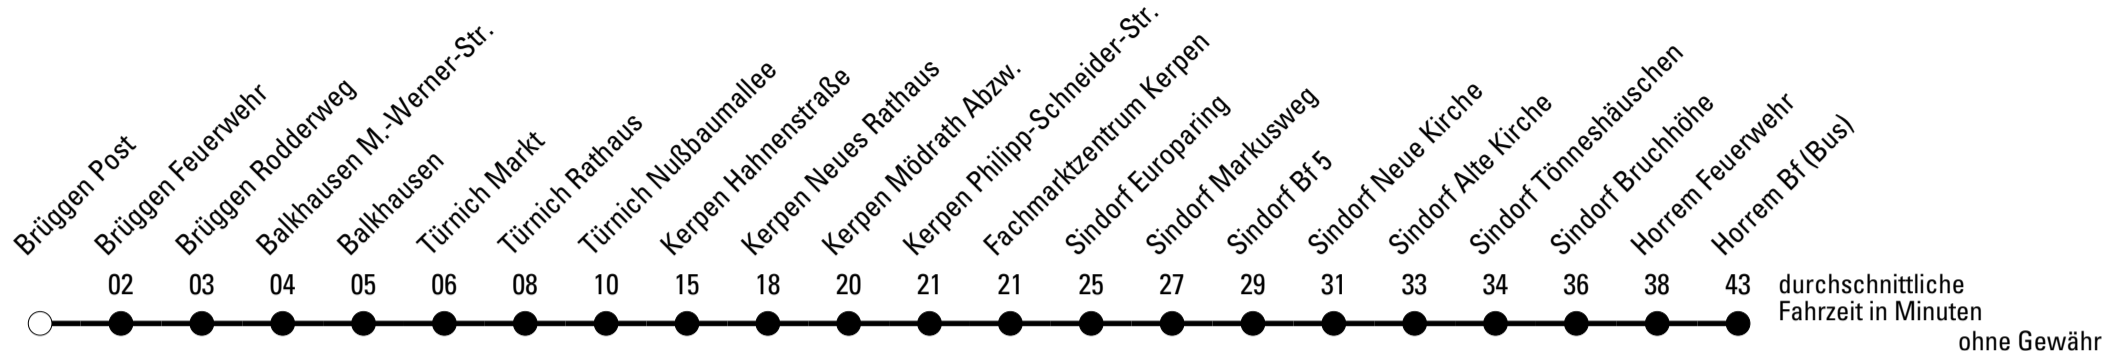 Brüggen Post
Brüggen Feuerwehr
Brüggen Rodderweg
Balkhausen M.-Werner-Str.
Balkhausen
Türnich Markt
Türnich Rathaus
Türnich Nußbaumallee
Kerpen Hahnenstraße
Kerpen Neues Rathaus
Kerpen Mödrath Abzw.
Kerpen Philipp-Schneider-Str.
Fachmarktzentrum Kerpen
Sindorf Europaring
Sindorf Markusweg
Sindorf Bf 5
Sindorf Neue Kirche
Sindorf Alte Kirche
Sindorf Tönneshäuschen
Sindorf Bruchhöhe
Horrem Feuerwehr
Horrem Bf (Bus)
02 03 04 05 06 08 10 15 18 20 21 21 25 27 29 31 33 34 36 38 43 durchschnittliche
Fahrzeit in Minuten
ohne Gewähr